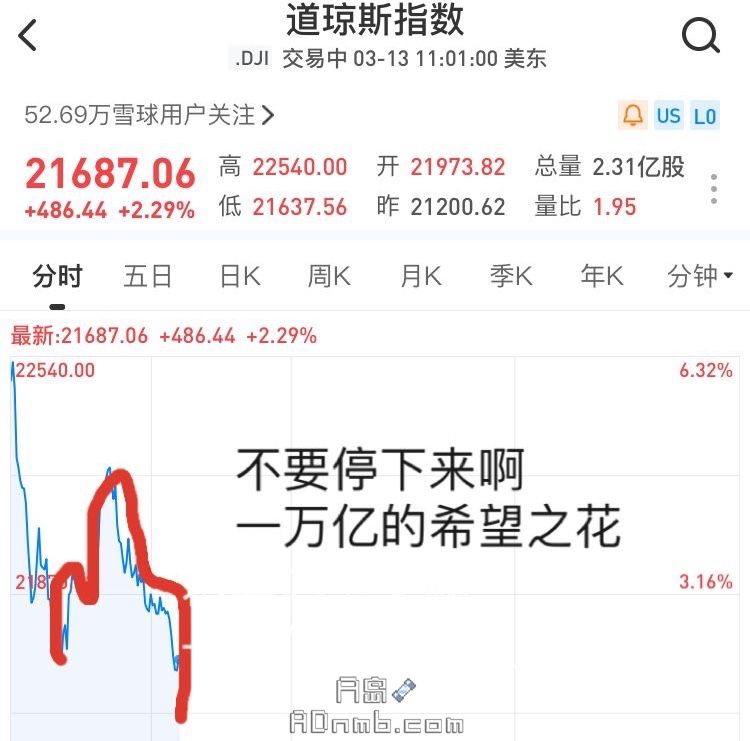 道琼斯指数
.DJI 交易中 03-13 11:01:00 美东
52.69万雪球用户关注
US L0
21687.06 高 22540.00 开 21973.82 总量 2.31亿股
+486.44 +2.29% 低 21637.56 昨 21200.62 量比 1.95
分时 五日 日K 周K 月K 季K 年K 分钟
最新:21687.06 +486.44 +2.29%
22540.00 6.32%
不要停下来啊
一万亿的希望之花
3.16%
A岛
ADnmb.com